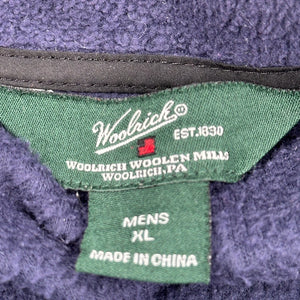 Woolrich®
EST.1830
WOOLRICH WOOLEN MILLS
WOOLRICH, PA
MENS
XL
MADE IN CHINA